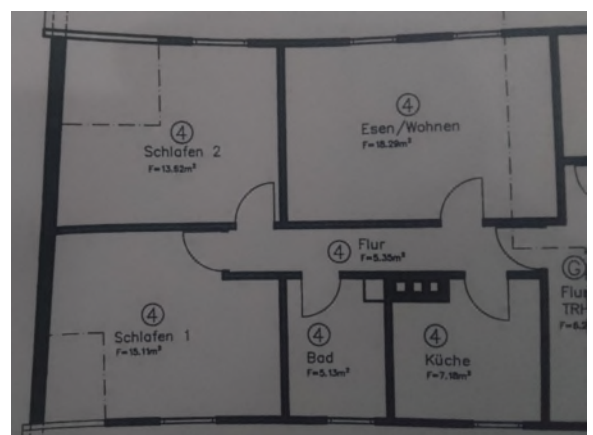 4
Schlafen 2
F=13.62m²
4
Esen/Wohnen
F=18.29m²
4
Flur
F=5.35m²
4
Schlafen 1
F=15.11m²
4
Bad
F=5.13m²
4
Küche
F=7.18m²
G
Flur
TRH